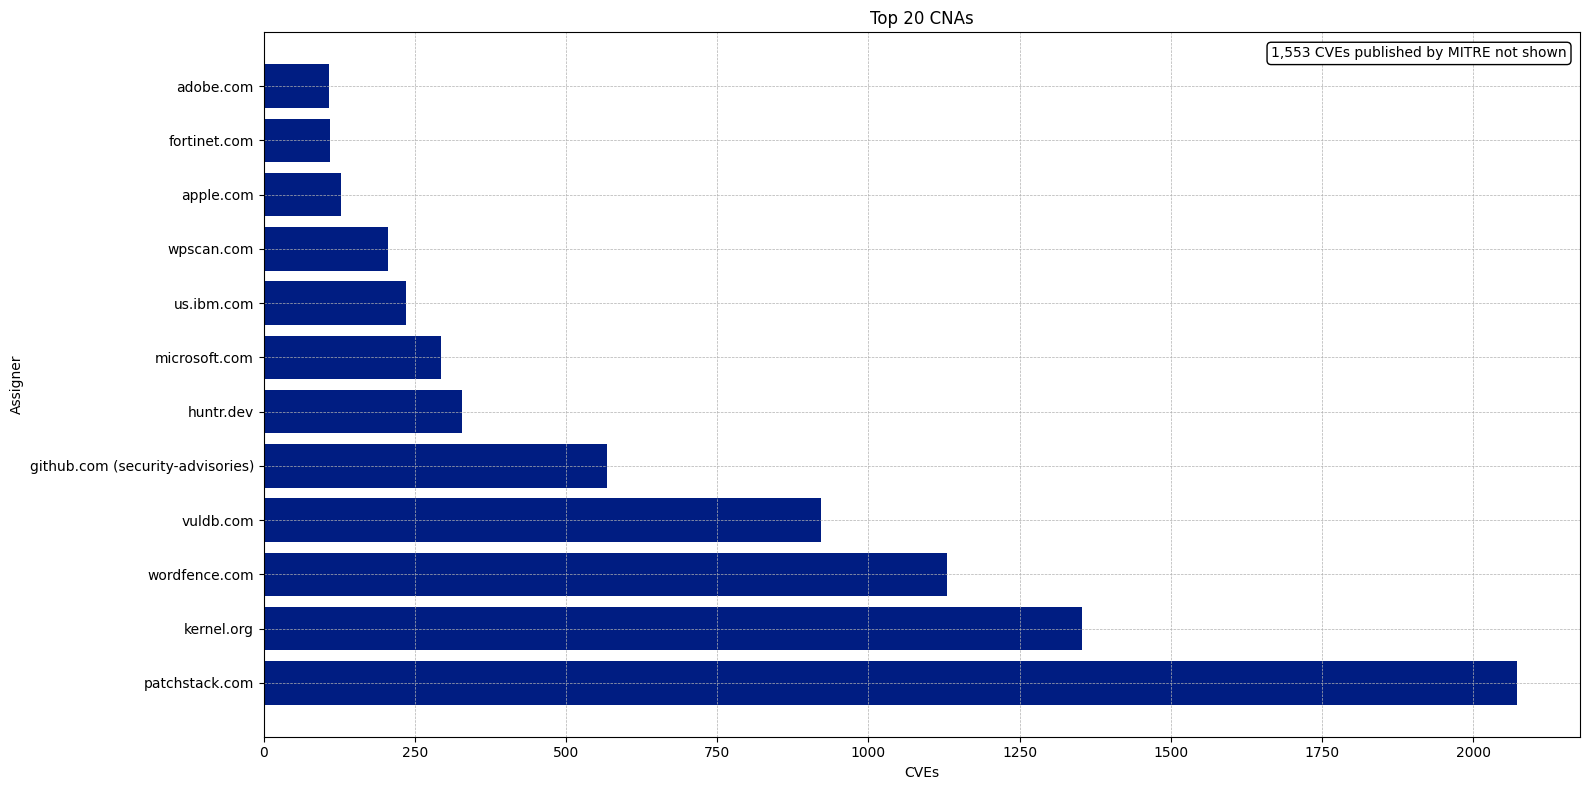 Top 20 CNAs
1,553 CVEs published by MITRE not shown
adobe.com
fortinet.com
apple.com
wpscan.com
us.ibm.com
microsoft.com
huntr.dev
github.com (security-advisories)
vuldb.com
wordfence.com
kernel.org
patchstack.com
Assigner
0 250 500 750 1000 1250 1500 1750 2000
CVEs